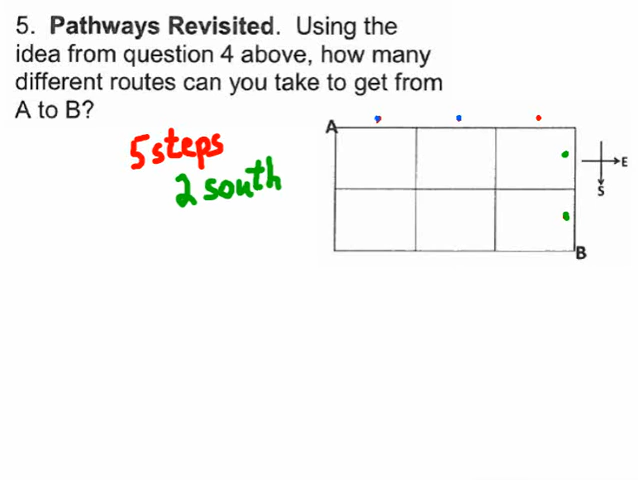 5. Pathways Revisited. Using the
idea from question 4 above, how many
different routes can you take to get from
A to B?
5 steps
2 south
A
E
S
B